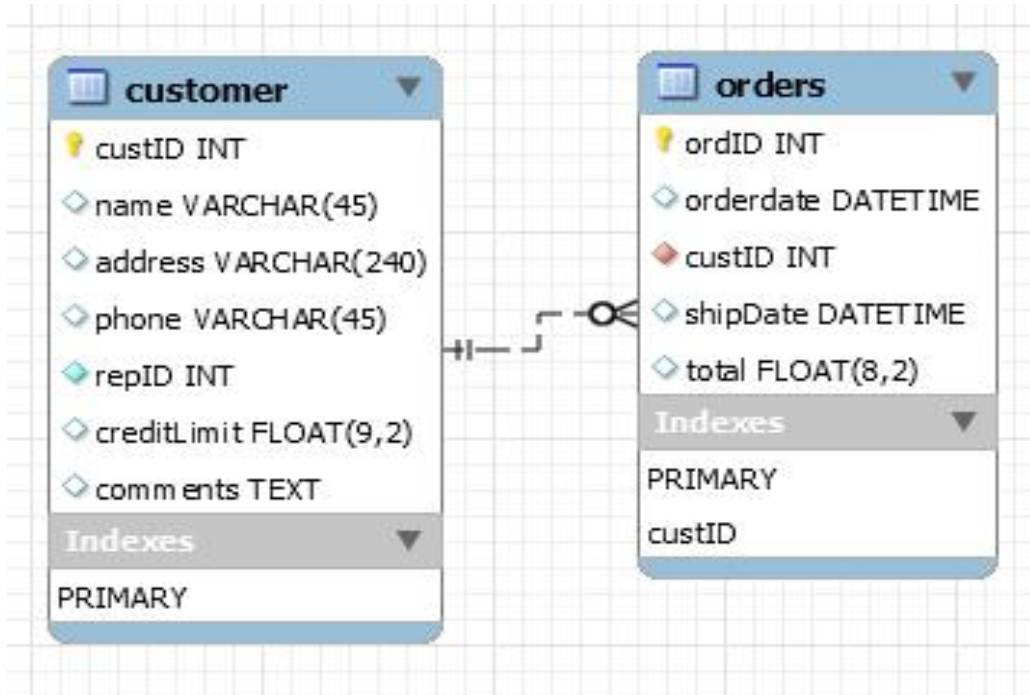 customer
custID INT
name VARCHAR(45)
address VARCHAR(240)
phone VARCHAR(45)
repID INT
creditLimit FLOAT(9,2)
comments TEXT
Indexes
PRIMARY
orders
ordID INT
orderdate DATETIME
custID INT
shipDate DATETIME
total FLOAT(8,2)
Indexes
PRIMARY
custID